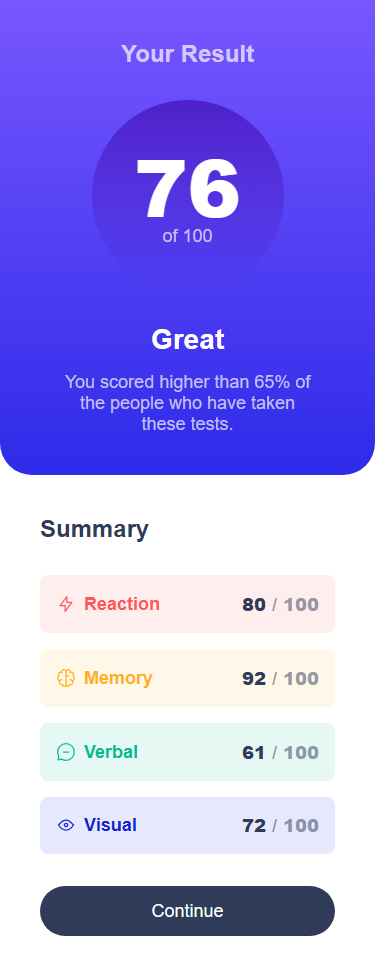 Your Result
76
of 100
Great
You scored higher than 65% of
the people who have taken
these tests.
Summary
Reaction 80 / 100
Memory 92 / 100
Verbal 61 / 100
Visual 72 / 100
Continue